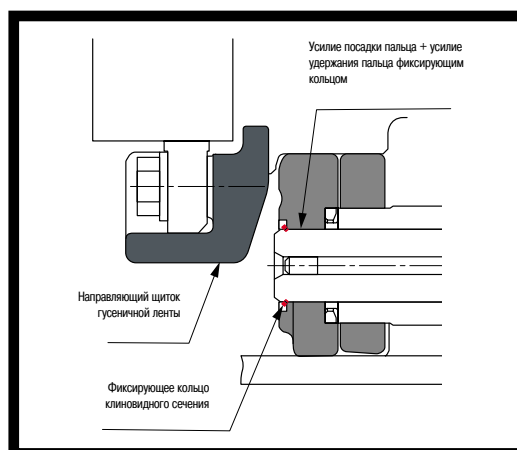 Усилие посадки пальца + усилие
удержания пальца фиксирующим
кольцом
Направляющий щиток
гусеничной ленты
Фиксирующее кольцо
клиновидного сечения